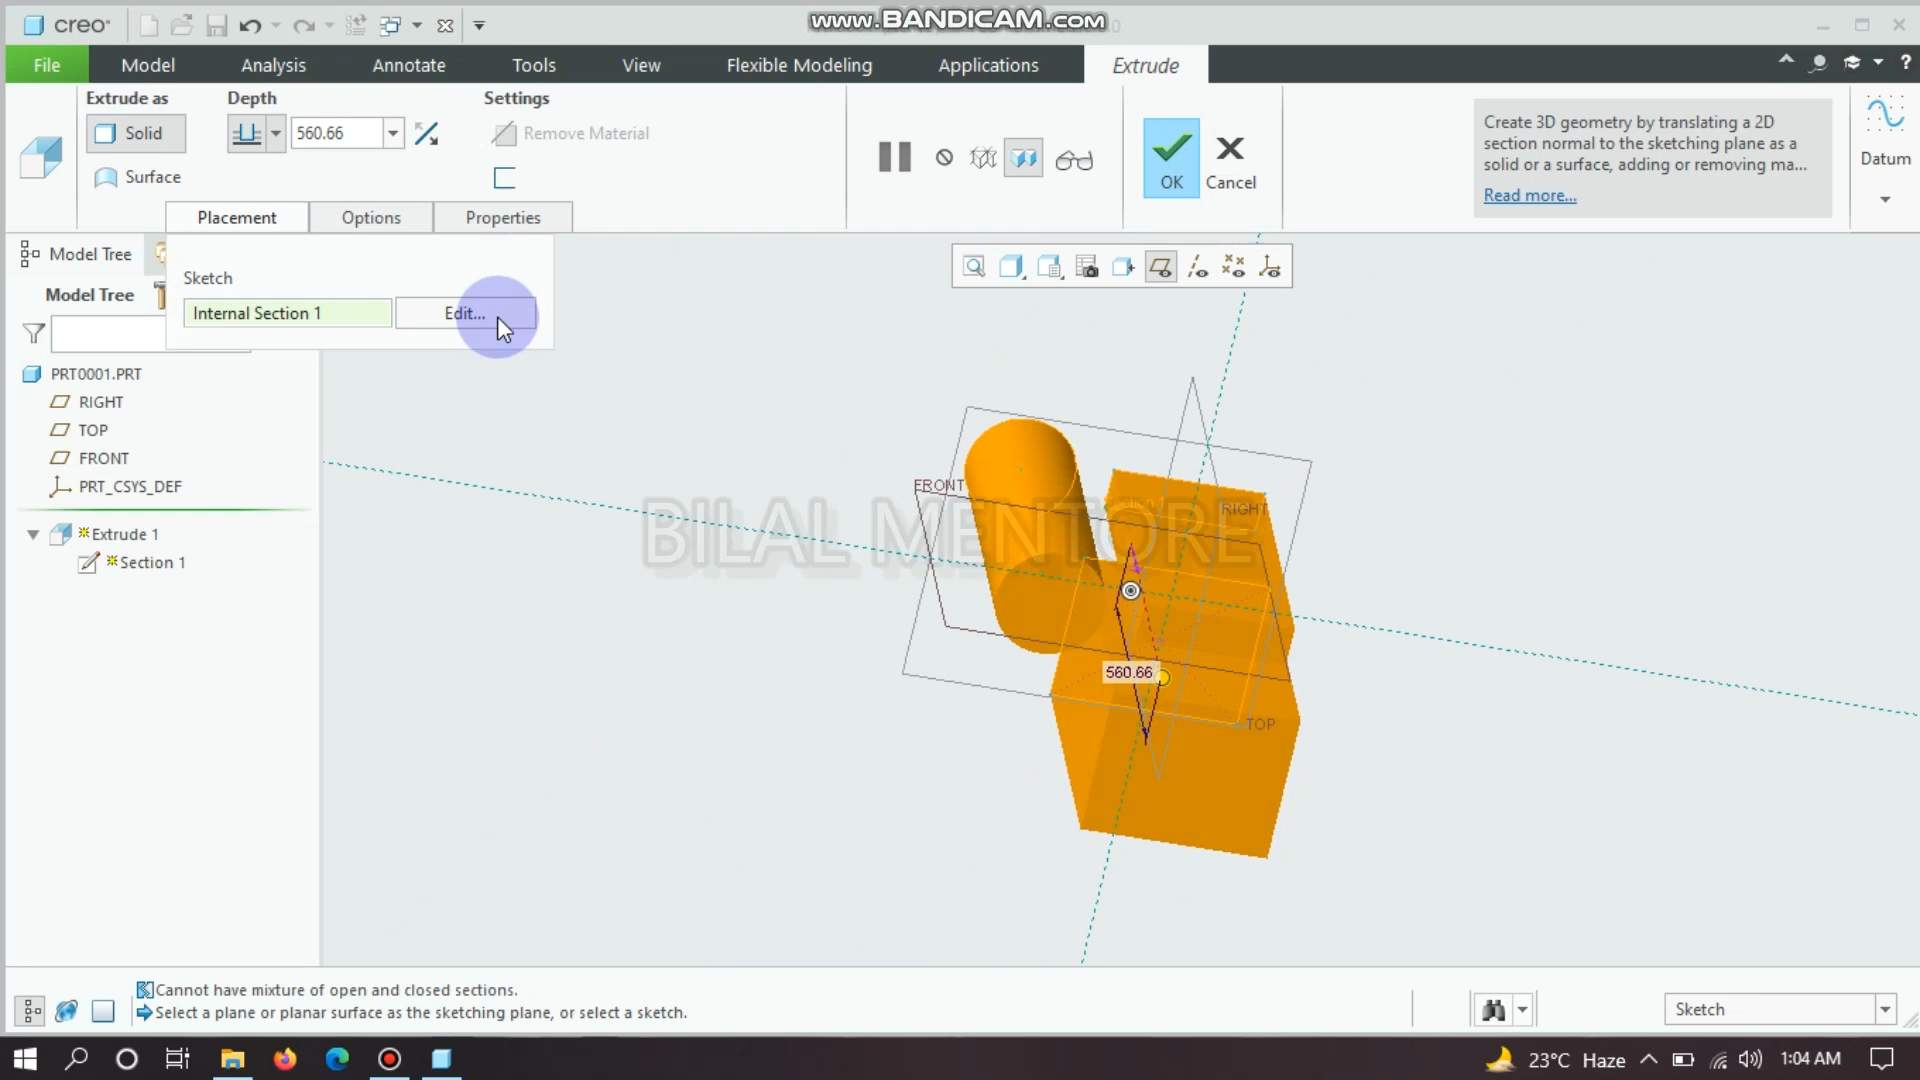 creo
www.BANDICAM.com
File
Model
Analysis
Annotate
Tools
View
Flexible Modeling
Applications
Extrude
?
Extrude as
Depth
Settings
Solid
560.66
Remove Material
Surface
OK
Cancel
Create 3D geometry by translating a 2D
section normal to the sketching plane as a
solid or a surface, adding or removing ma...
Read more...
Datum
Placement
Options
Properties
Model Tree
Sketch
Model Tree
Internal Section 1
Edit...
PRT0001.PRT
RIGHT
TOP
FRONT
PRT_CSYS_DEF
Extrude 1
Section 1
FRONT
RIGHT
BILAL MENTORE
560.66
TOP
Cannot have mixture of open and closed sections.
Select a plane or planar surface as the sketching plane, or select a sketch.
Sketch
23°C Haze
1:04 AM